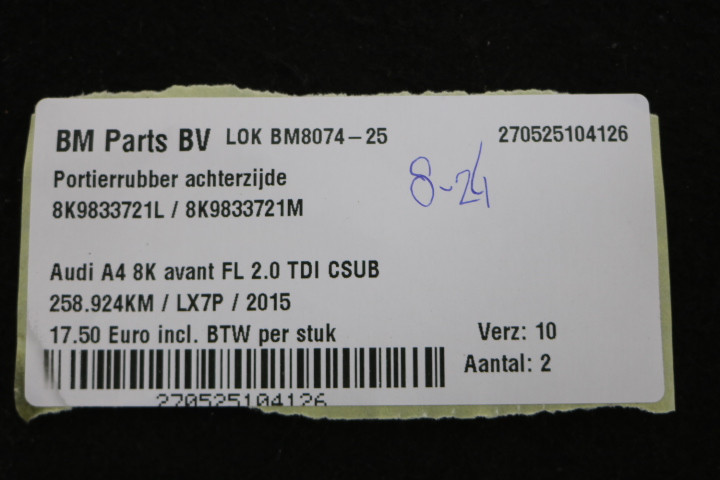 BM Parts BV LOK BM8074-25 270525104126
Portierrubber achterzijde
8K9833721L / 8K9833721M
8-24
Audi A4 8K avant FL 2.0 TDI CSUB
258.924KM / LX7P / 2015
17.50 Euro incl. BTW per stuk Verz: 10
Aantal: 2
270525104126